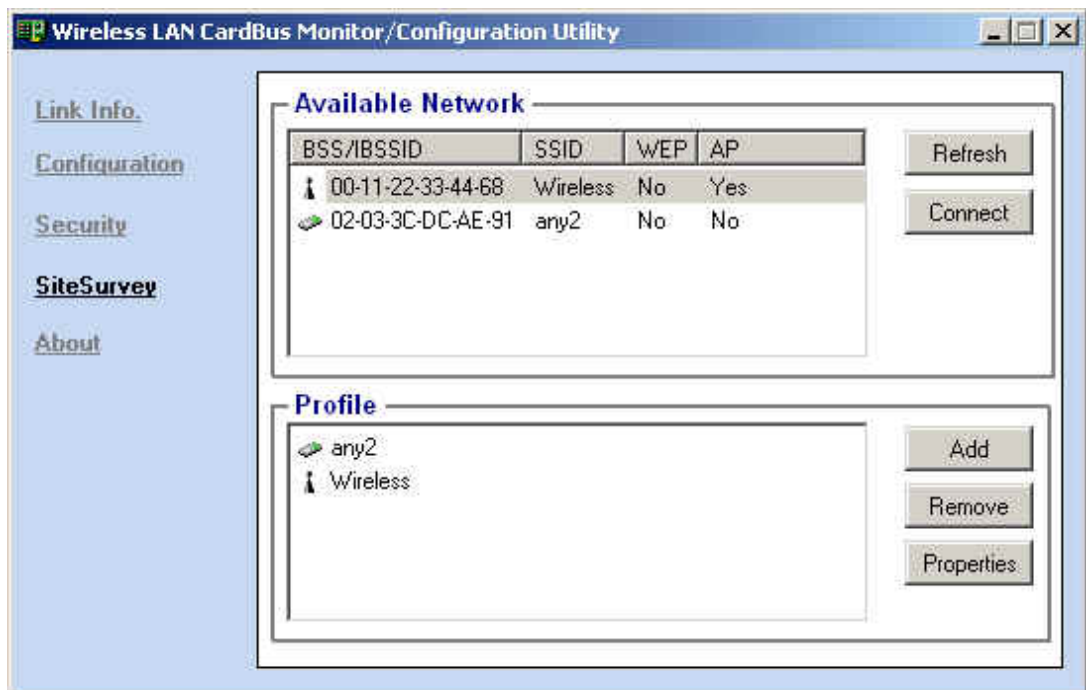 Wireless LAN CardBus Monitor/Configuration Utility
Link Info.
Configuration
Security
SiteSurvey
About
Available Network
BSS/IBSSID SSID WEP AP
00-11-22-33-44-68 Wireless No Yes
02-03-3C-DC-AE-91 any2 No No
Refresh
Connect
Profile
any2
Wireless
Add
Remove
Properties